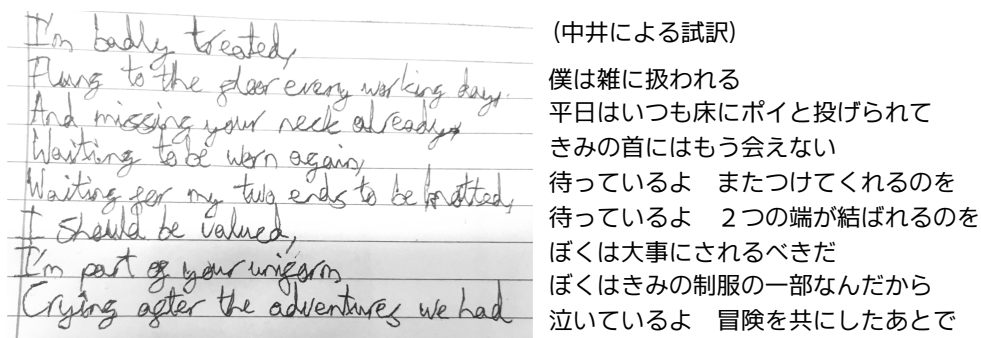 I'm badly treated,
Flung to the floor every working day.
And missing your neck already,
Waiting to be worn again,
Waiting for my two ends to be knotted,
I should be valued,
I'm part of your uniform,
Crying after the adventures we had
(中井による試訳)
僕は雑に扱われる
平日はいつも床にポイと投げられて
きみの首にはもう会えない
待っているよ　またつけてくれるのを
待っているよ　２つの端が結ばれるのを
ぼくは大事にされるべきだ
ぼくはきみの制服の一部なんだから
泣いているよ　冒険を共にしたあとで